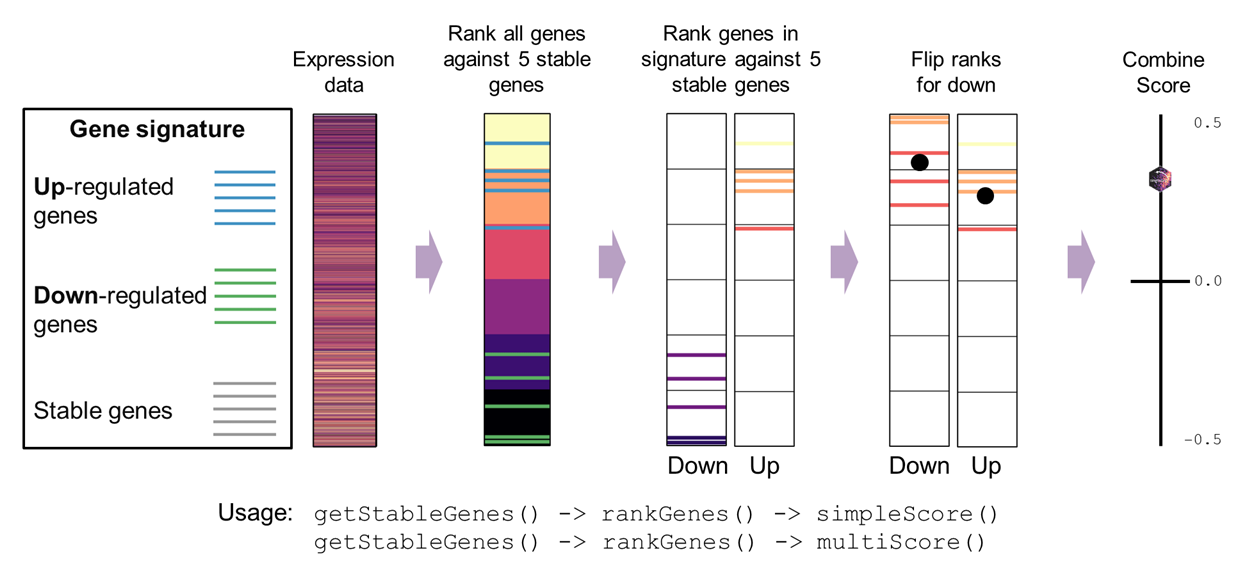 Expression
data
Rank all genes
against 5 stable
genes
Rank genes in
signature against 5
stable genes
Flip ranks
for down
Combine
Score
Gene signature
Up-regulated
genes
Down-regulated
genes
Stable genes
0.5
0.0
-0.5
Down Up
Down Up
Usage: getStableGenes() -> rankGenes() -> simpleScore()
getStableGenes() -> rankGenes() -> multiScore()